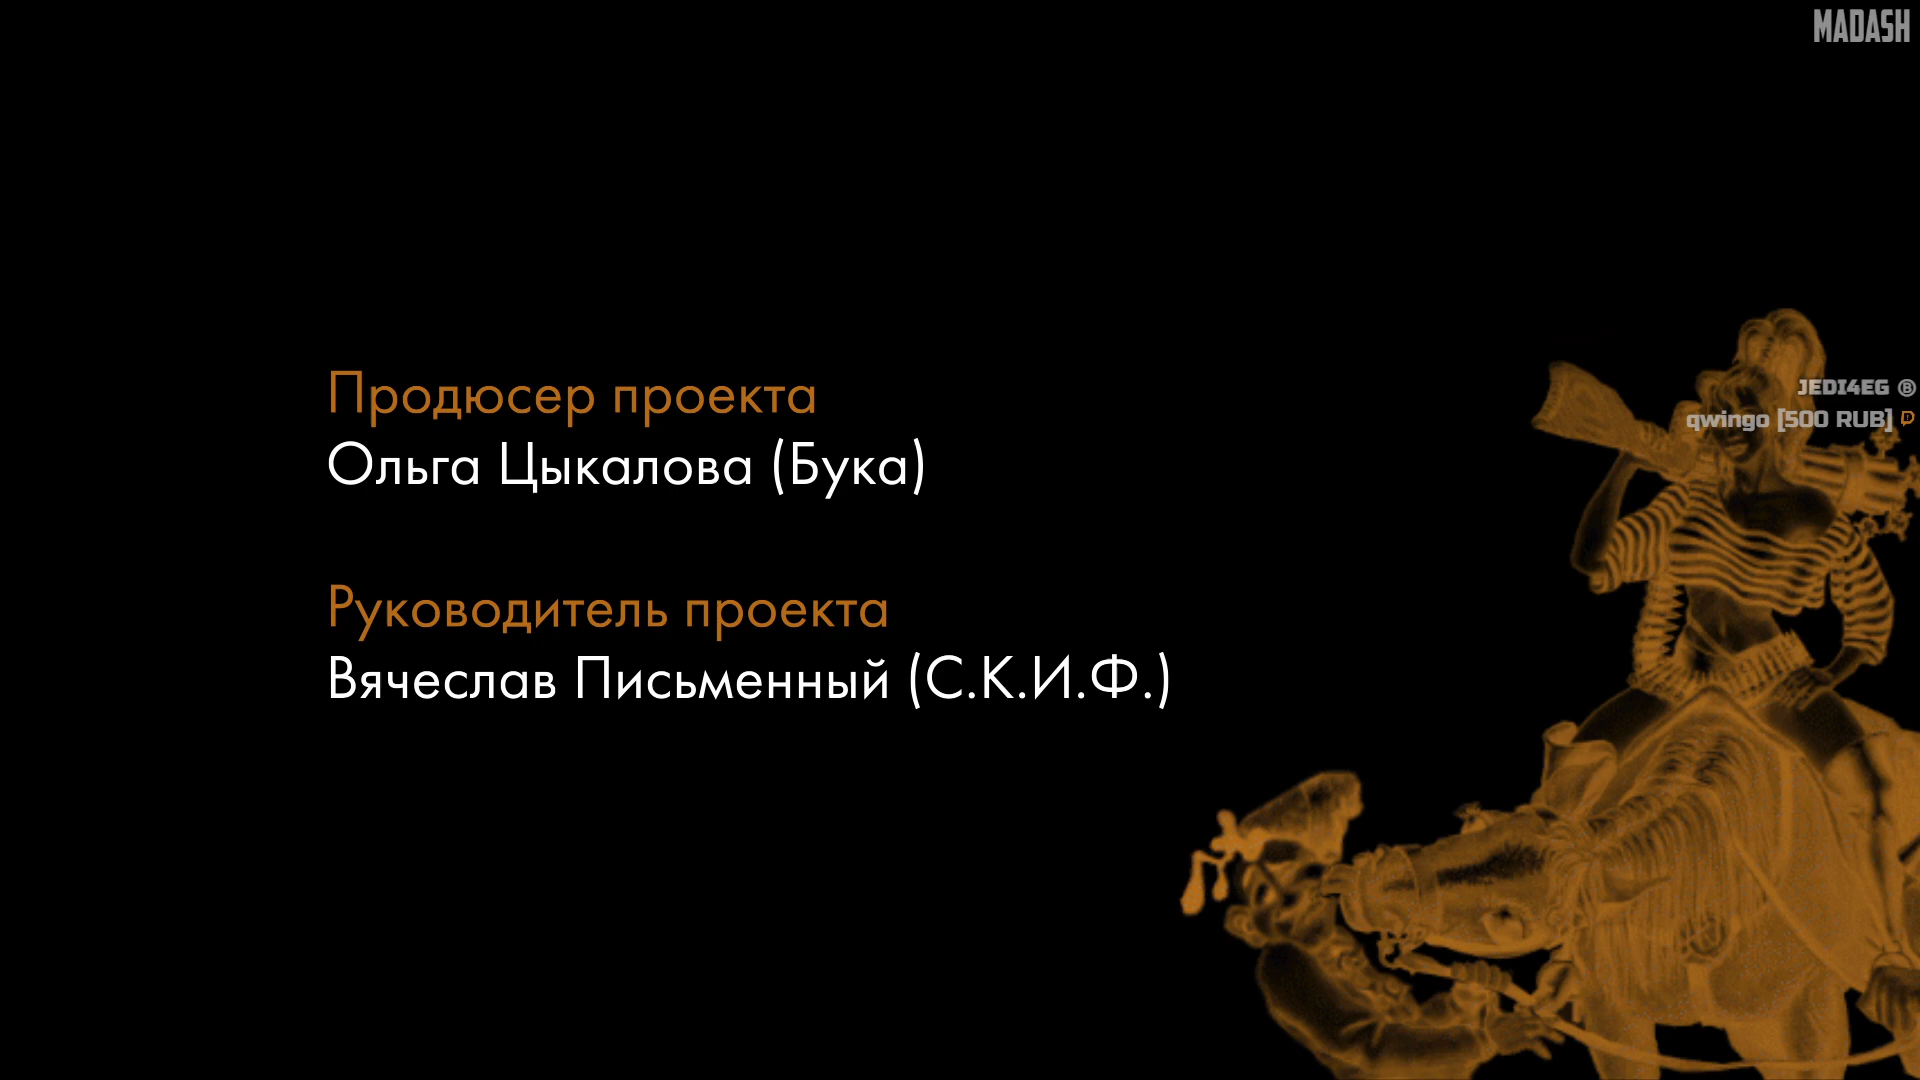 MADASH
Продюсер проекта
Ольга Цыкалова (Бука)
Руководитель проекта
Вячеслав Письменный (С.К.И.Ф.)
JEDI4EG ®
qwingo [500 RUB]